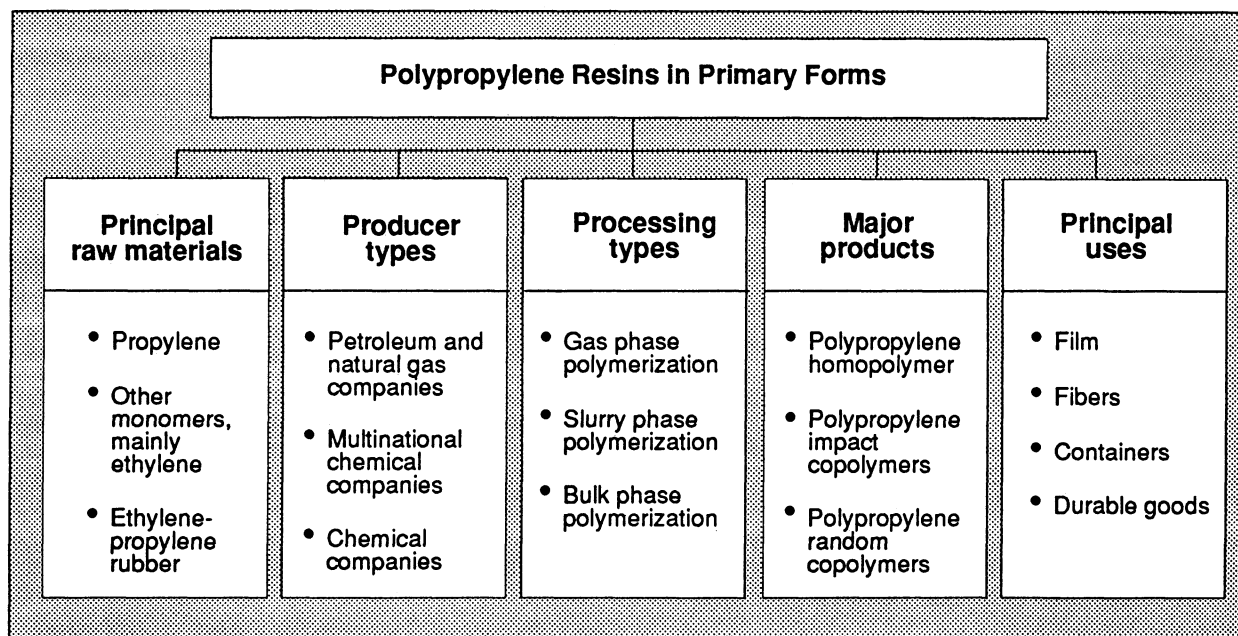 Polypropylene Resins in Primary Forms
Principal
raw materials
• Propylene
• Other
monomers,
mainly
ethylene
• Ethylene-
propylene
rubber
Producer
types
• Petroleum and
natural gas
companies
• Multinational
chemical
companies
• Chemical
companies
Processing
types
• Gas phase
polymerization
• Slurry phase
polymerization
• Bulk phase
polymerization
Major
products
• Polypropylene
homopolymer
• Polypropylene
impact
copolymers
• Polypropylene
random
copolymers
Principal
uses
• Film
• Fibers
• Containers
• Durable goods